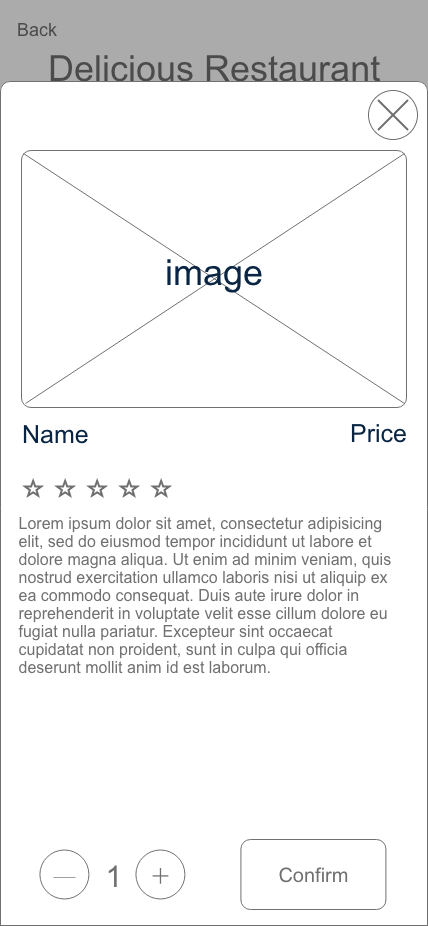 Back
Delicious Restaurant
image
Name
Price
Lorem ipsum dolor sit amet, consectetur adipisicing
elit, sed do eiusmod tempor incididunt ut labore et
dolore magna aliqua. Ut enim ad minim veniam, quis
nostrud exercitation ullamco laboris nisi ut aliquip ex
ea commodo consequat. Duis aute irure dolor in
reprehenderit in voluptate velit esse cillum dolore eu
fugiat nulla pariatur. Excepteur sint occaecat
cupidatat non proident, sunt in culpa qui officia
deserunt mollit anim id est laborum.
1
Confirm